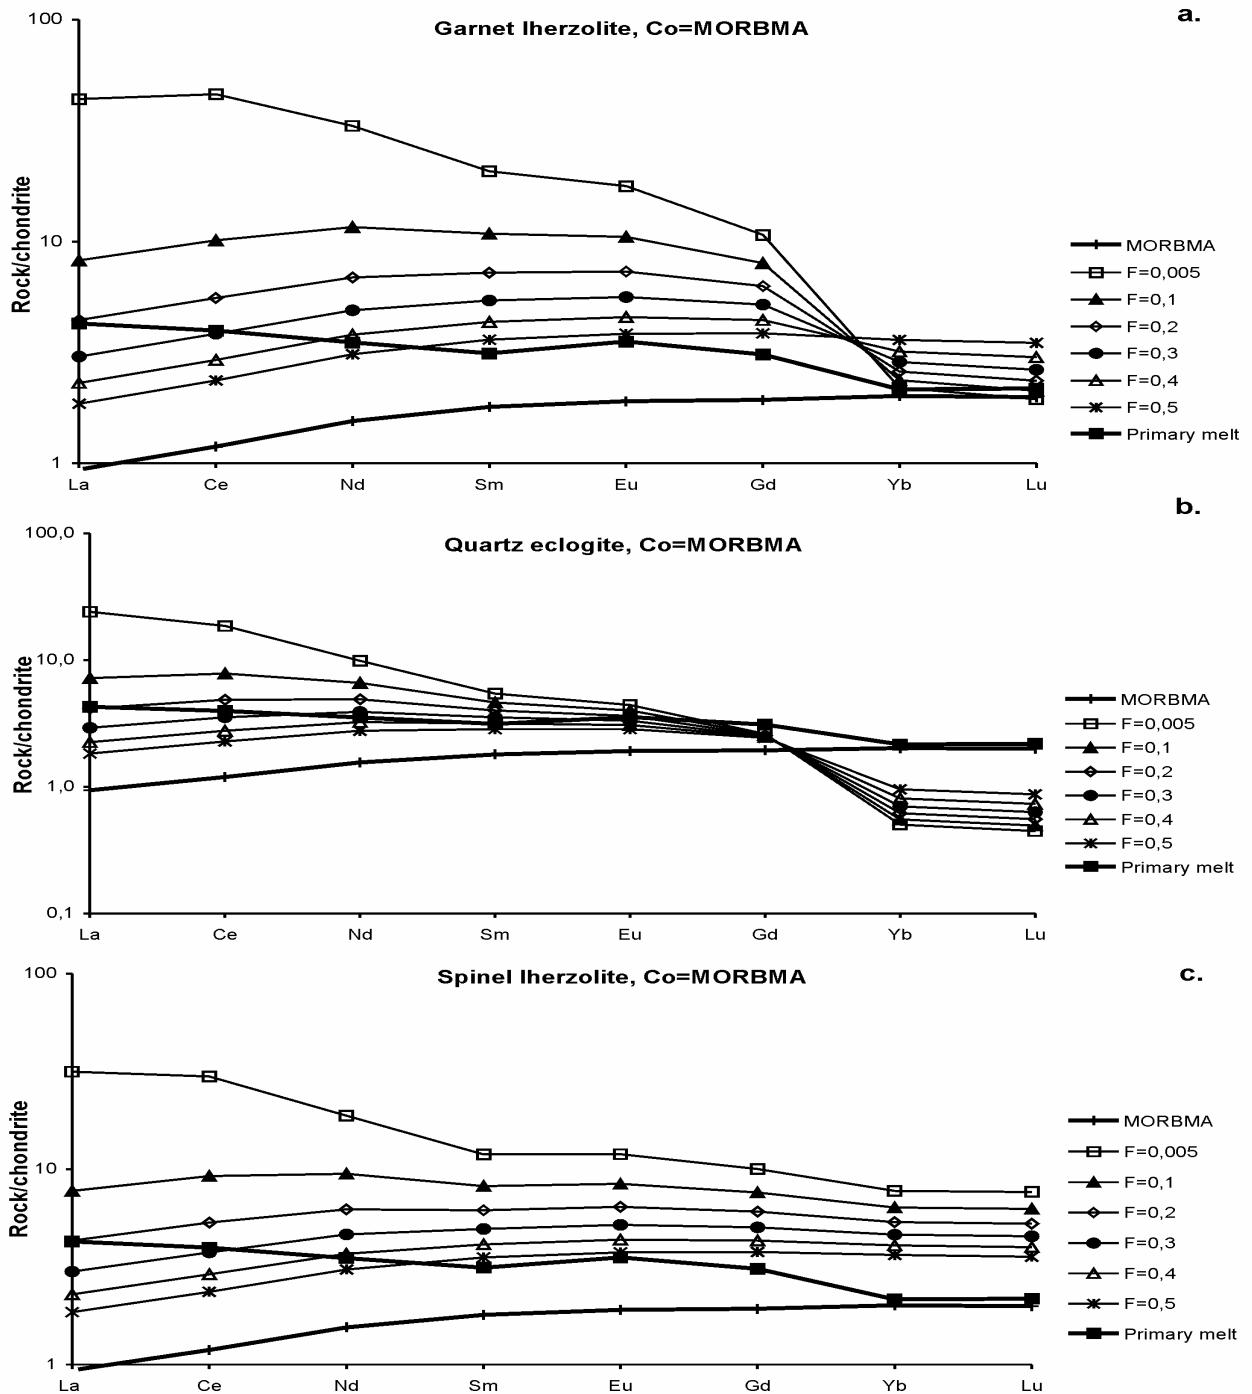 a.
Garnet lherzolite, Co=MORBMA
Rock/chondrite
100
10
1
La Ce Nd Sm Eu Gd Yb Lu
MORBMA
F=0,005
F=0,1
F=0,2
F=0,3
F=0,4
F=0,5
Primary melt
b.
Quartz eclogite, Co=MORBMA
Rock/chondrite
100,0
10,0
1,0
0,1
La Ce Nd Sm Eu Gd Yb Lu
MORBMA
F=0,005
F=0,1
F=0,2
F=0,3
F=0,4
F=0,5
Primary melt
c.
Spinel lherzolite, Co=MORBMA
Rock/chondrite
100
10
1
La Ce Nd Sm Eu Gd Yb Lu
MORBMA
F=0,005
F=0,1
F=0,2
F=0,3
F=0,4
F=0,5
Primary melt